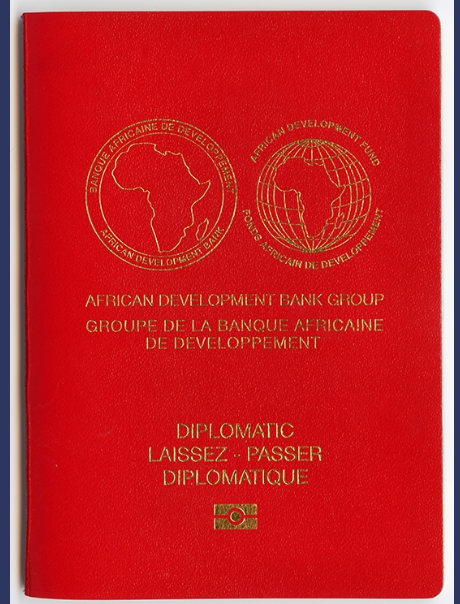 BANQUE AFRICAINE DE DEVELOPPEMENT
AFRICAN DEVELOPMENT BANK
AFRICAN DEVELOPMENT FUND
FONDS AFRICAIN DE DEVELOPPEMENT
AFRICAN DEVELOPMENT BANK GROUP
GROUPE DE LA BANQUE AFRICAINE
DE DEVELOPPEMENT
DIPLOMATIC
LAISSEZ - PASSER
DIPLOMATIQUE